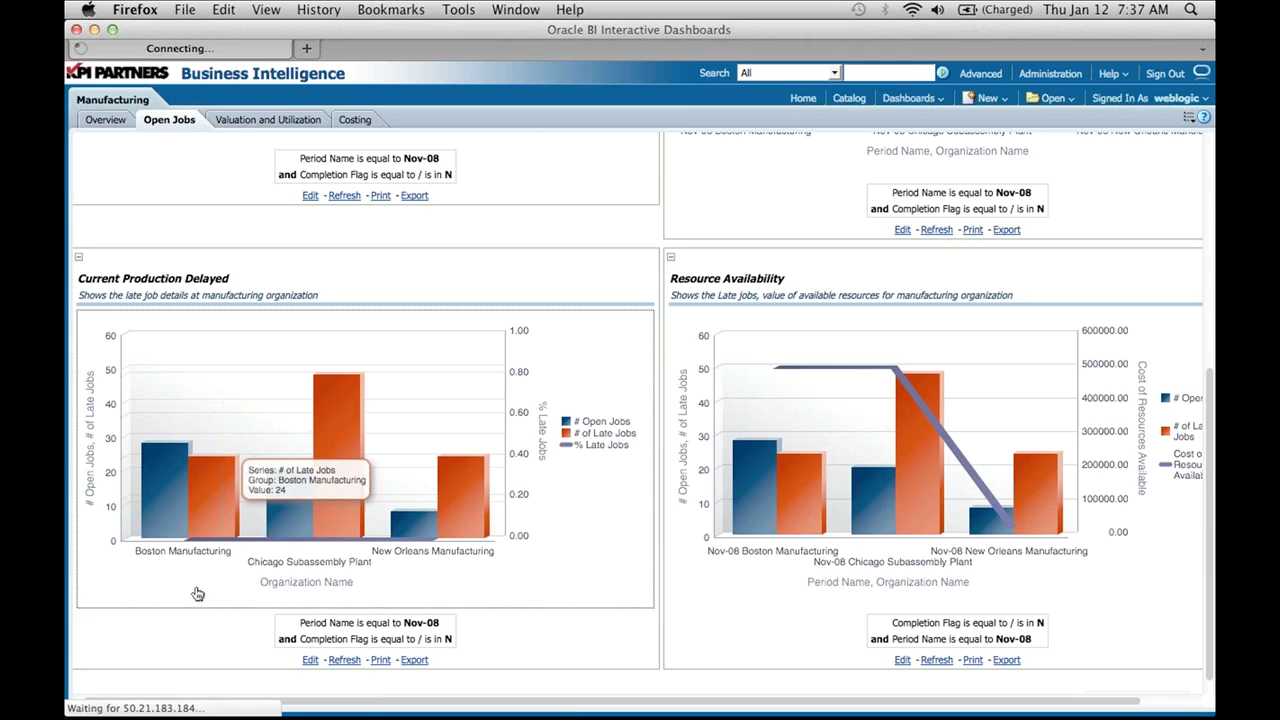 Firefox File Edit View History Bookmarks Tools Window Help (Charged) Thu Jan 12 7:37 AM
Oracle BI Interactive Dashboards
Connecting...
KPI PARTNERS Business Intelligence Search All Advanced Administration Help Sign Out
Manufacturing Home Catalog Dashboards New Open Signed In As weblogic
Overview Open Jobs Valuation and Utilization Costing
Period Name, Organization Name
Period Name is equal to Nov-08
and Completion Flag is equal to / is in N
Edit - Refresh - Print - Export
Period Name is equal to Nov-08
and Completion Flag is equal to / is in N
Edit - Refresh - Print - Export
Current Production Delayed
Shows the late job details at manufacturing organization
60
50
40
30
20
10
0
# Open Jobs, # of Late Jobs
1.00
0.80
0.60
0.40
0.20
0.00
% Late Jobs
# Open Jobs
# of Late Jobs
% Late Jobs
Series: # of Late Jobs
Group: Boston Manufacturing
Value: 24
Boston Manufacturing
Chicago Subassembly Plant
New Orleans Manufacturing
Organization Name
Period Name is equal to Nov-08
and Completion Flag is equal to / is in N
Edit - Refresh - Print - Export
Resource Availability
Shows the Late jobs, value of available resources for manufacturing organization
60
50
40
30
20
10
0
# Open Jobs, # of Late Jobs
600000.00
500000.00
400000.00
300000.00
200000.00
100000.00
0.00
Cost of Resources Available
# Ope
# of L
Jobs
Cost o
Resou
Availa
Nov-08 Boston Manufacturing
Nov-08 Chicago Subassembly Plant
Nov-08 New Orleans Manufacturing
Period Name, Organization Name
Completion Flag is equal to / is in N
and Period Name is equal to Nov-08
Edit - Refresh - Print - Export
Waiting for 50.21.183.184...